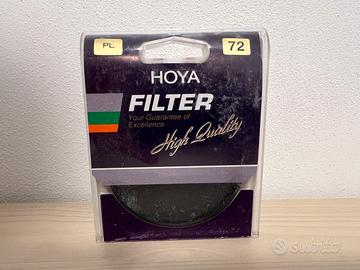 PL
72
HOYA
FILTER
Your Guarantee of
Excellence
High Quality
subito